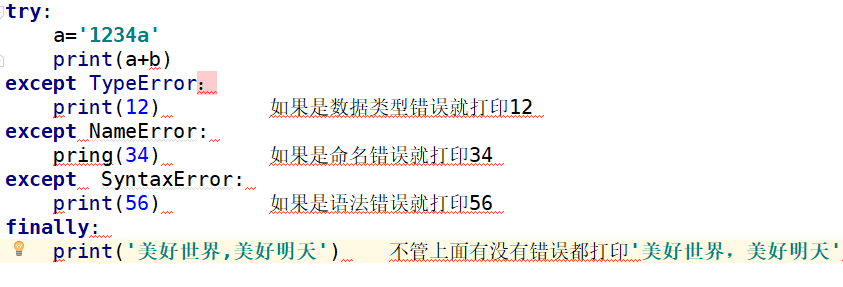 try:
    a='1234a'
    print(a+b)
except TypeError：
    print(12)          如果是数据类型错误就打印12
except NameError:
    pring(34)          如果是命名错误就打印34
except  SyntaxError:
    print(56)          如果是语法错误就打印56
finally:
    print('美好世界,美好明天')    不管上面有没有错误都打印'美好世界，美好明天'